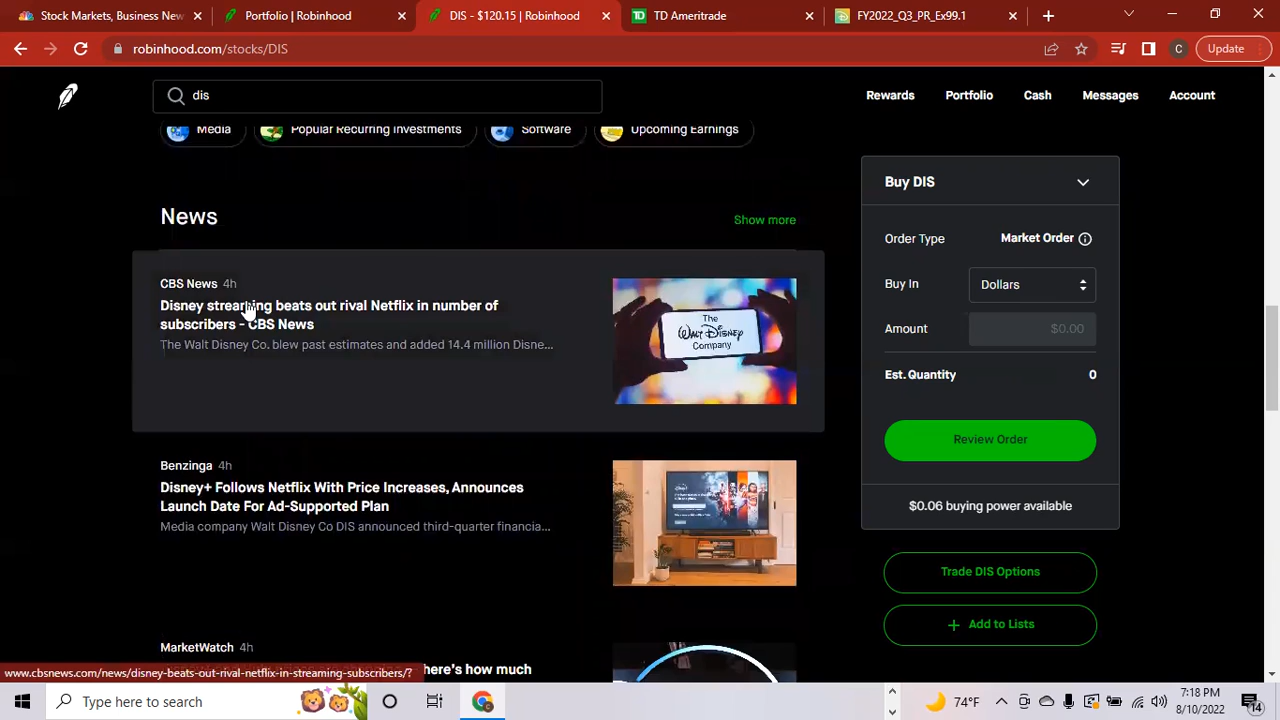 Stock Markets, Business New
Portfolio | Robinhood
DIS - $120.15 | Robinhood
TD Ameritrade
FY2022_Q3_PR_Ex99.1
robinhood.com/stocks/DIS
C
Update
dis
Rewards
Portfolio
Cash
Messages
Account
Media
Popular Recurring Investments
Software
Upcoming Earnings
News
Show more
CBS News 4h
Disney streaming beats out rival Netflix in number of
subscribers - CBS News
The Walt Disney Co. blew past estimates and added 14.4 million Disne...
The
Walt Disney
Company
Benzinga 4h
Disney+ Follows Netflix With Price Increases, Announces
Launch Date For Ad-Supported Plan
Media company Walt Disney Co DIS announced third-quarter financia...
MarketWatch 4h
here's how much
Buy DIS
Order Type
Market Order
Buy In
Dollars
Amount
$0.00
Est. Quantity
0
Review Order
$0.06 buying power available
Trade DIS Options
+ Add to Lists
www.cbsnews.com/news/disney-beats-out-rival-netflix-in-streaming-subscribers/?
Type here to search
74°F
7:18 PM
8/10/2022
14